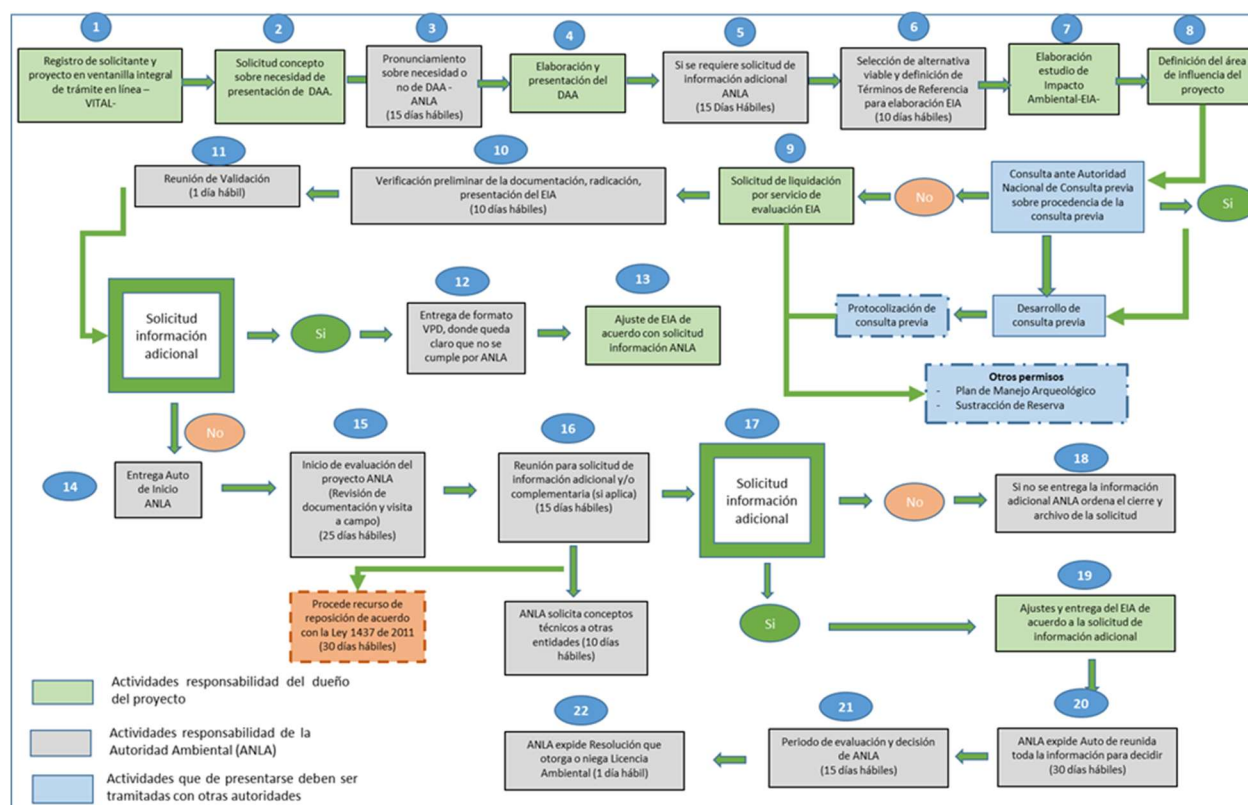 1
Registro de solicitante y
proyecto en ventanilla integral
de trámite en línea –
VITAL-
2
Solicitud concepto
sobre necesidad de
presentación de DAA.
3
Pronunciamiento
sobre necesidad o
no de DAA -
ANLA
(15 días hábiles)
4
Elaboración y
presentación del
DAA
5
Si se requiere solicitud de
información adicional
ANLA
(15 Días Hábiles)
6
Selección de alternativa
viable y definición de
Términos de Referencia
para elaboración EIA
(10 días hábiles)
7
Elaboración
estudio de
Impacto
Ambiental-EIA-
8
Definición del área
de influencia del
proyecto
Consulta ante Autoridad
Nacional de Consulta previa
sobre procedencia de la
consulta previa
Si
No
9
Solicitud de liquidación
por servicio de
evaluación EIA
10
Verificación preliminar de la documentación, radicación,
presentación del EIA
(10 días hábiles)
11
Reunión de Validación
(1 día hábil)
Desarrollo de
consulta previa
Protocolización de
consulta previa
Otros permisos
- Plan de Manejo Arqueológico
- Sustracción de Reserva
Solicitud
información
adicional
Si
12
Entrega de formato
VPD, donde queda
claro que no se
cumple por ANLA
13
Ajuste de EIA de
acuerdo con solicitud
información ANLA
No
14
Entrega Auto
de Inicio
ANLA
15
Inicio de evaluación del
proyecto ANLA
(Revisión de
documentación y visita
a campo)
(25 días hábiles)
16
Reunión para solicitud de
información adicional y/o
complementaria (si aplica)
(15 días hábiles)
17
Solicitud
información
adicional
No
18
Si no se entrega la información
adicional ANLA ordena el cierre y
archivo de la solicitud
Procede recurso de
reposición de acuerdo
con la Ley 1437 de 2011
(30 días hábiles)
ANLA solicita conceptos
técnicos a otras
entidades (10 días
hábiles)
Si
19
Ajustes y entrega del EIA de
acuerdo a la solicitud de
información adicional
20
ANLA expide Auto de reunida
toda la información para decidir
(30 días hábiles)
21
Periodo de evaluación y decisión
de ANLA
(15 días hábiles)
22
ANLA expide Resolución que
otorga o niega Licencia
Ambiental (1 día hábil)
Actividades responsabilidad del dueño
del proyecto
Actividades responsabilidad de la
Autoridad Ambiental (ANLA)
Actividades que de presentarse deben ser
tramitadas con otras autoridades